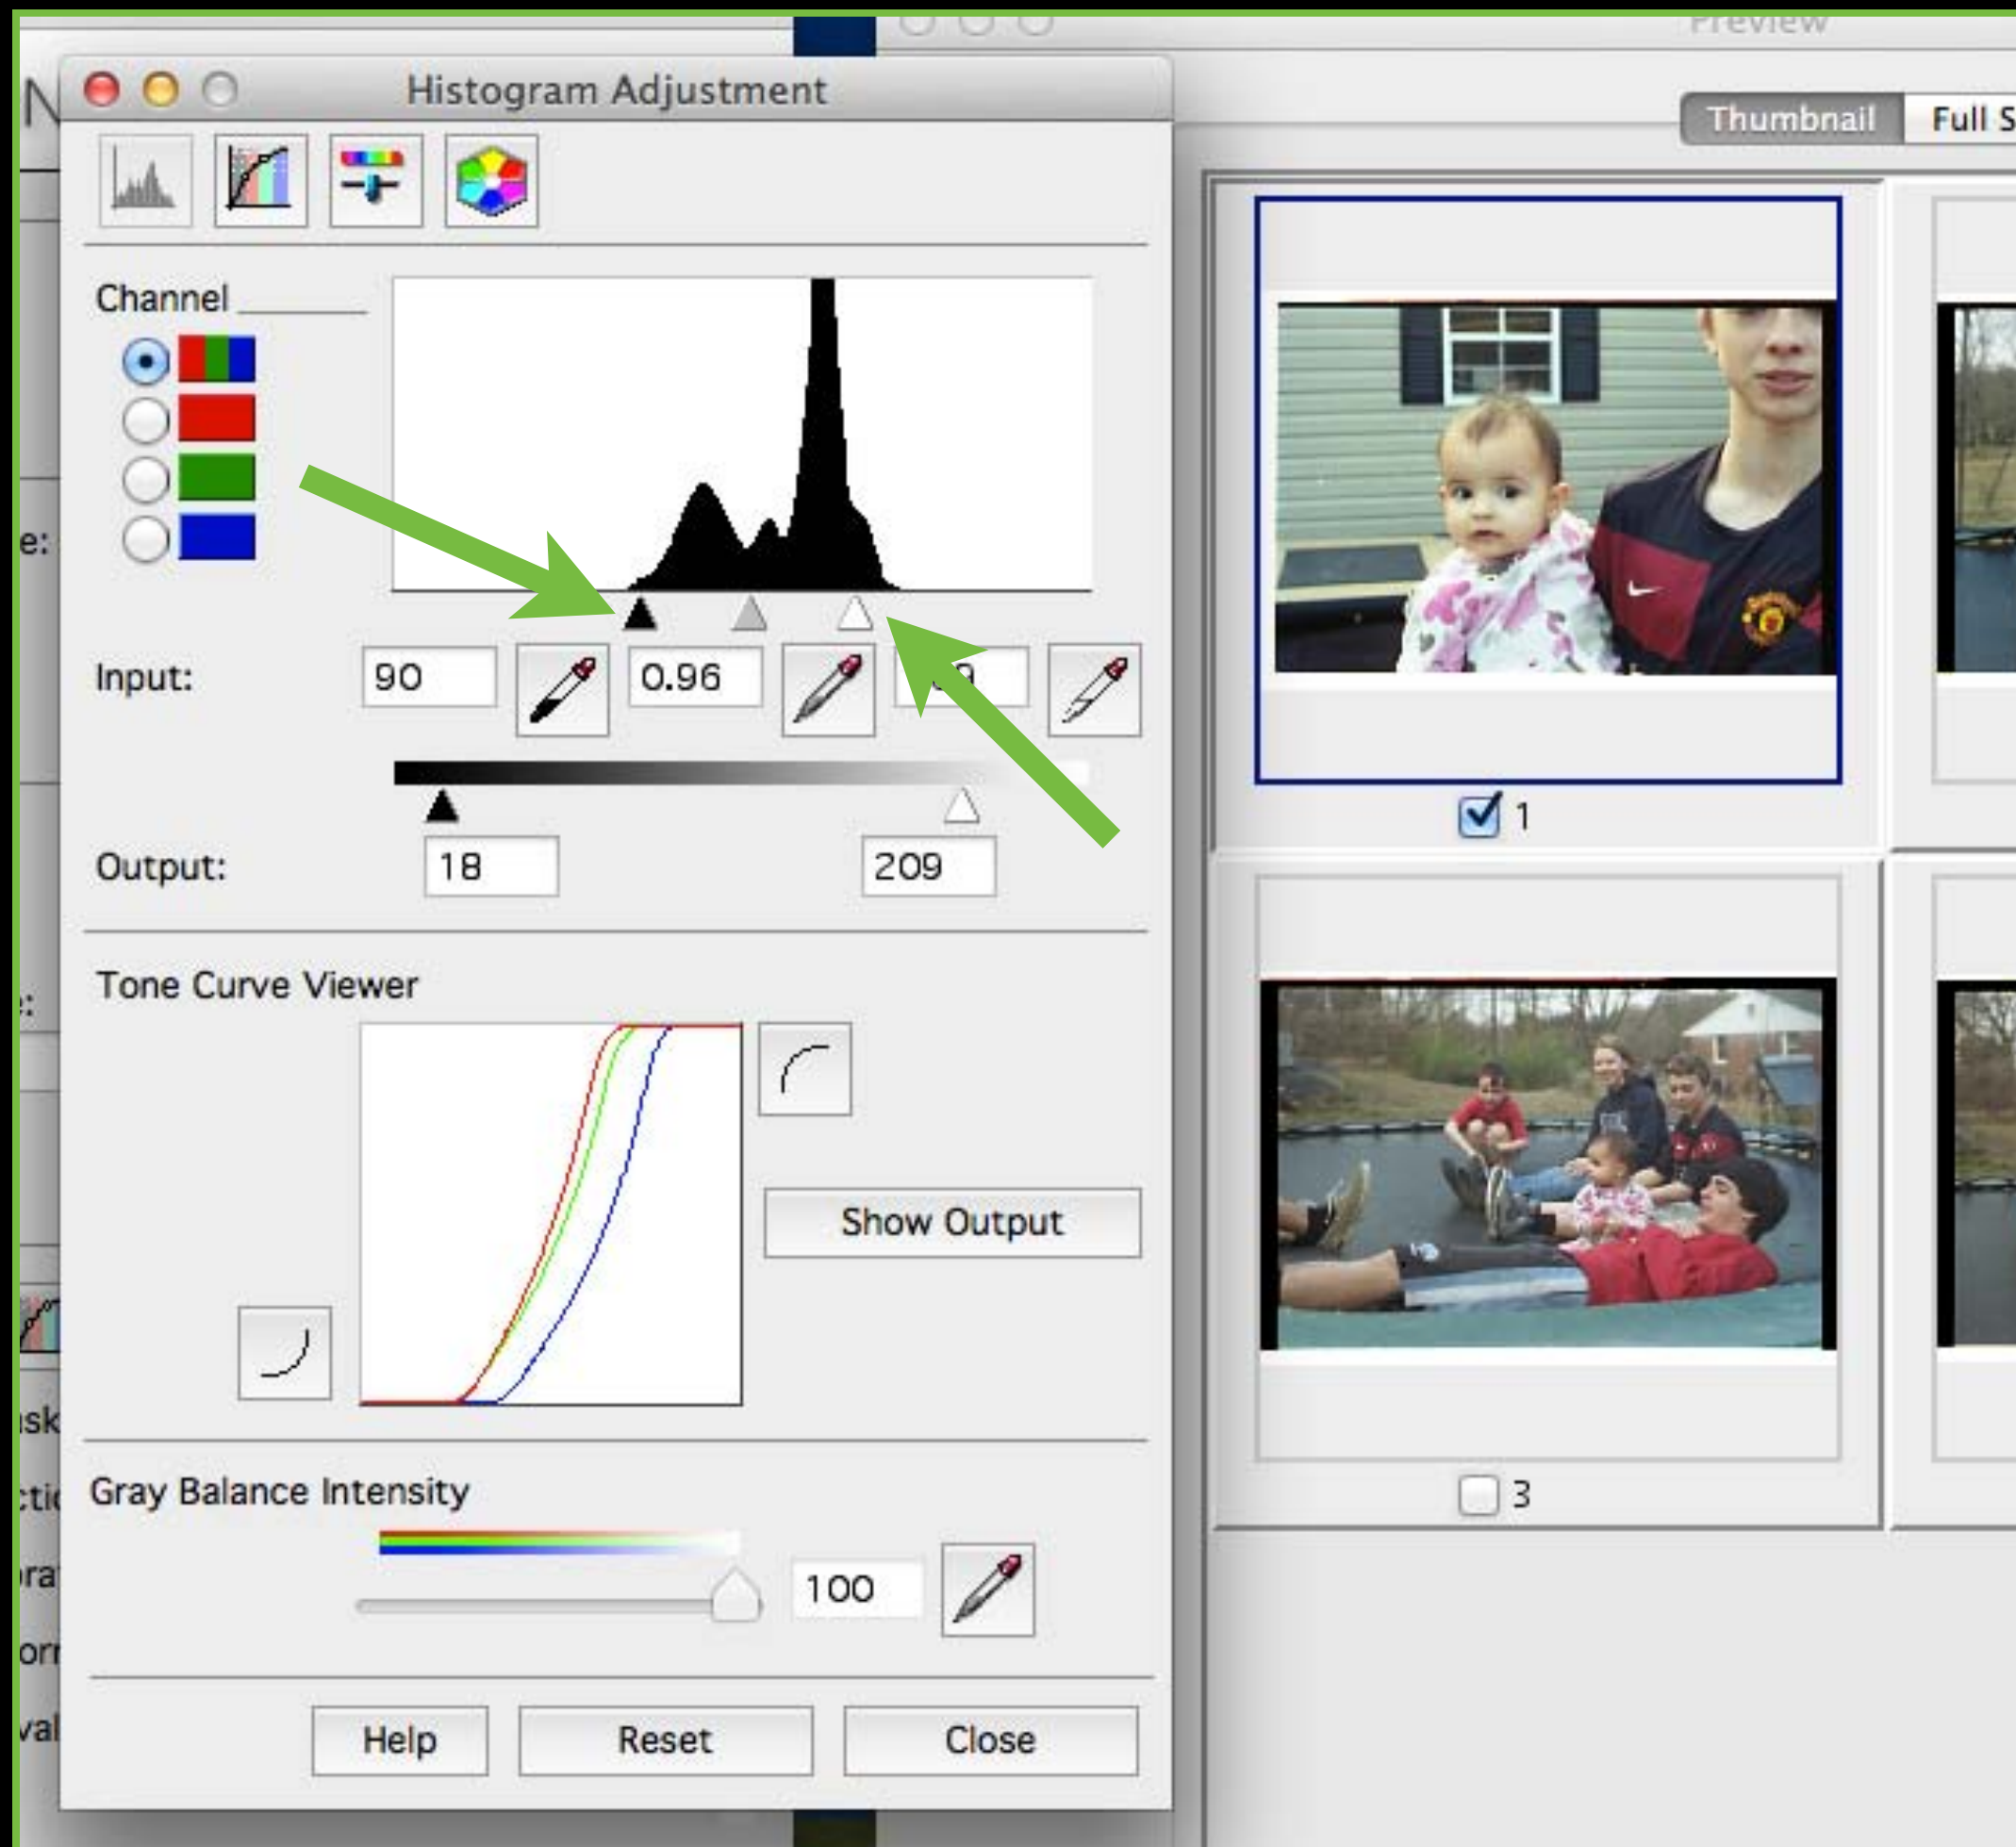 Preview
Histogram Adjustment
Thumbnail
Full S
Channel
Input:
90
0.96
Output:
18
209
1
Tone Curve Viewer
Show Output
3
Gray Balance Intensity
100
Help
Reset
Close